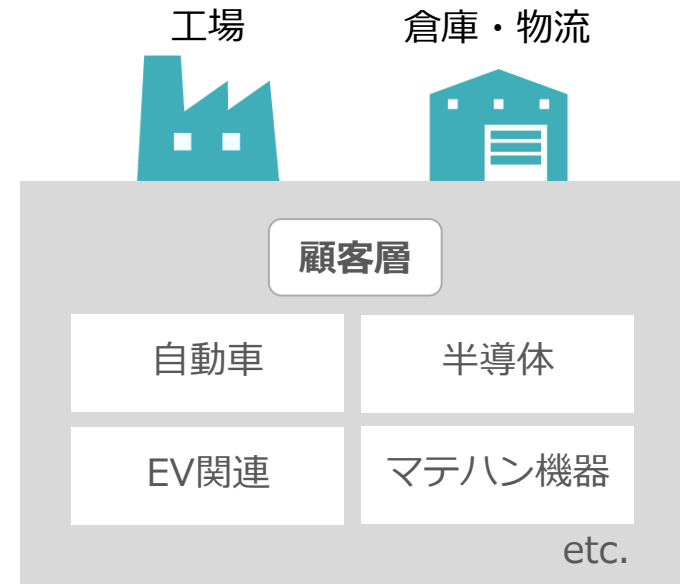 工場
倉庫・物流
顧客層
自動車
半導体
EV関連
マテハン機器
etc.